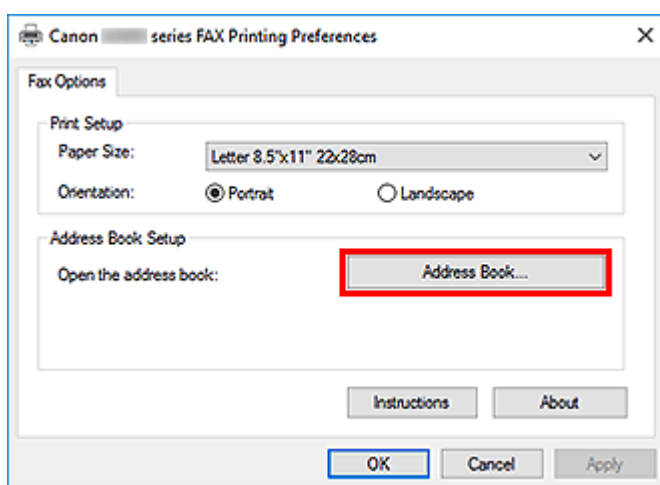 Canon series FAX Printing Preferences
Fax Options
Print Setup
Paper Size: Letter 8.5"x11" 22x28cm
Orientation: Portrait Landscape
Address Book Setup
Open the address book: Address Book...
Instructions About
OK Cancel Apply